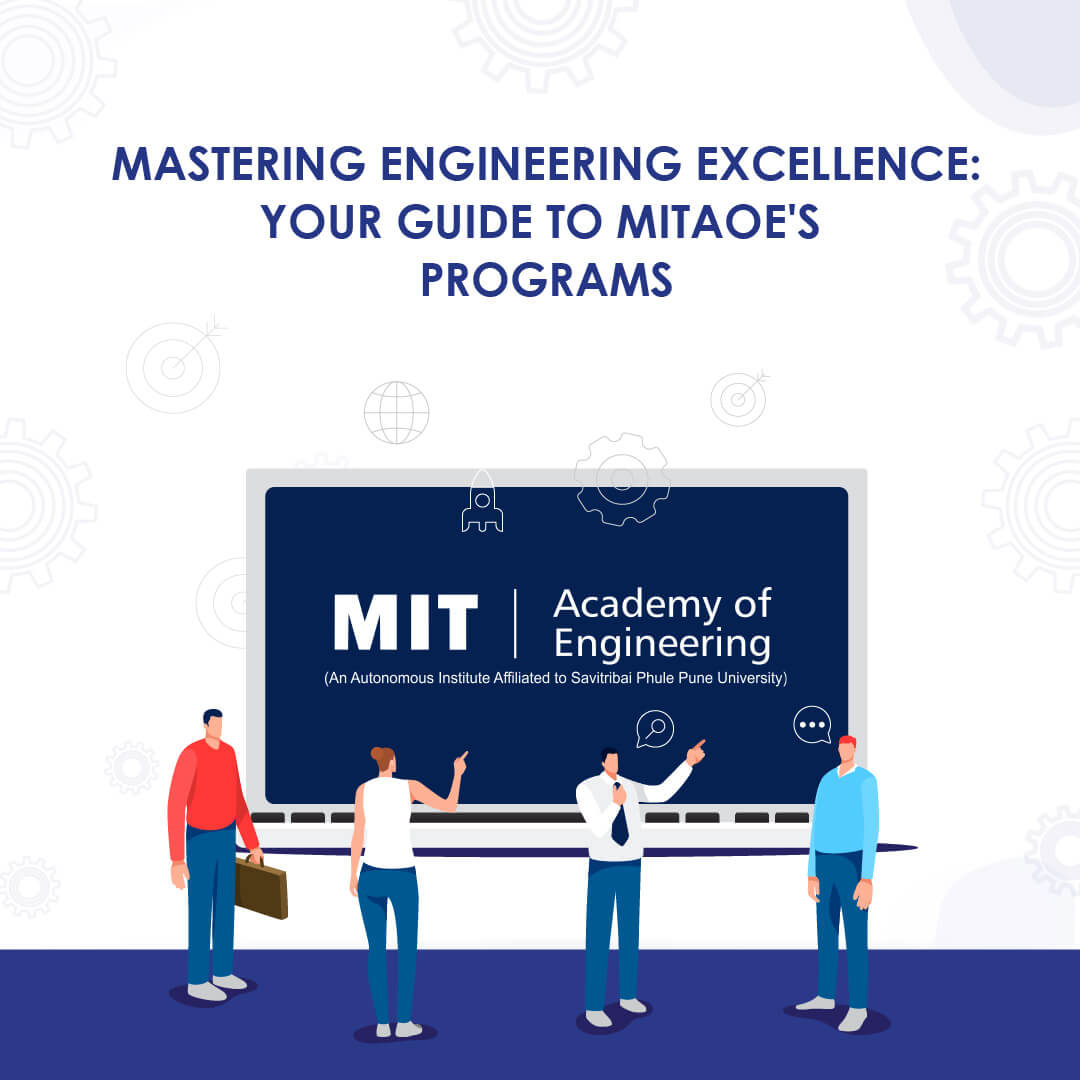 MASTERING ENGINEERING EXCELLENCE:
YOUR GUIDE TO MITAOE'S
PROGRAMS
MIT
Academy of
Engineering
(An Autonomous Institute Affiliated to Savitribai Phule Pune University)